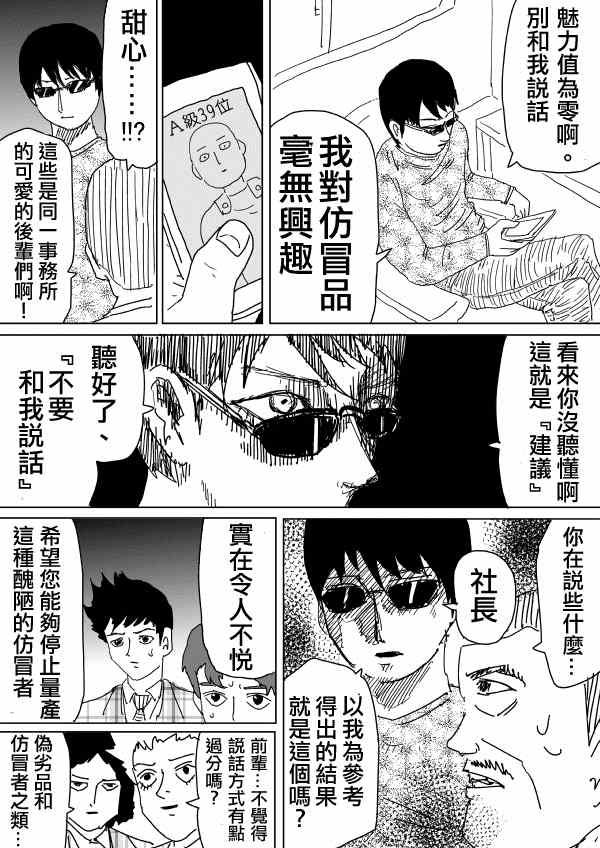 魅力值為零啊。
別和我説話
我對仿冒品
毫無興趣
A級39位
甜心……
!!?
這些是同一事務所
的可愛的後輩們啊！
看來你沒聽懂啊
這就是『建議』
聽好了、
『不要
和我説話』
你在説些什麼…
社長
以我為參考
得出的結果
就是這個嗎？
實在令人不悦
希望您能夠停止量產
這種醜陋的仿冒者
前輩…不覺得
説話方式有點
過分嗎？
偽劣品和
仿冒者之類…